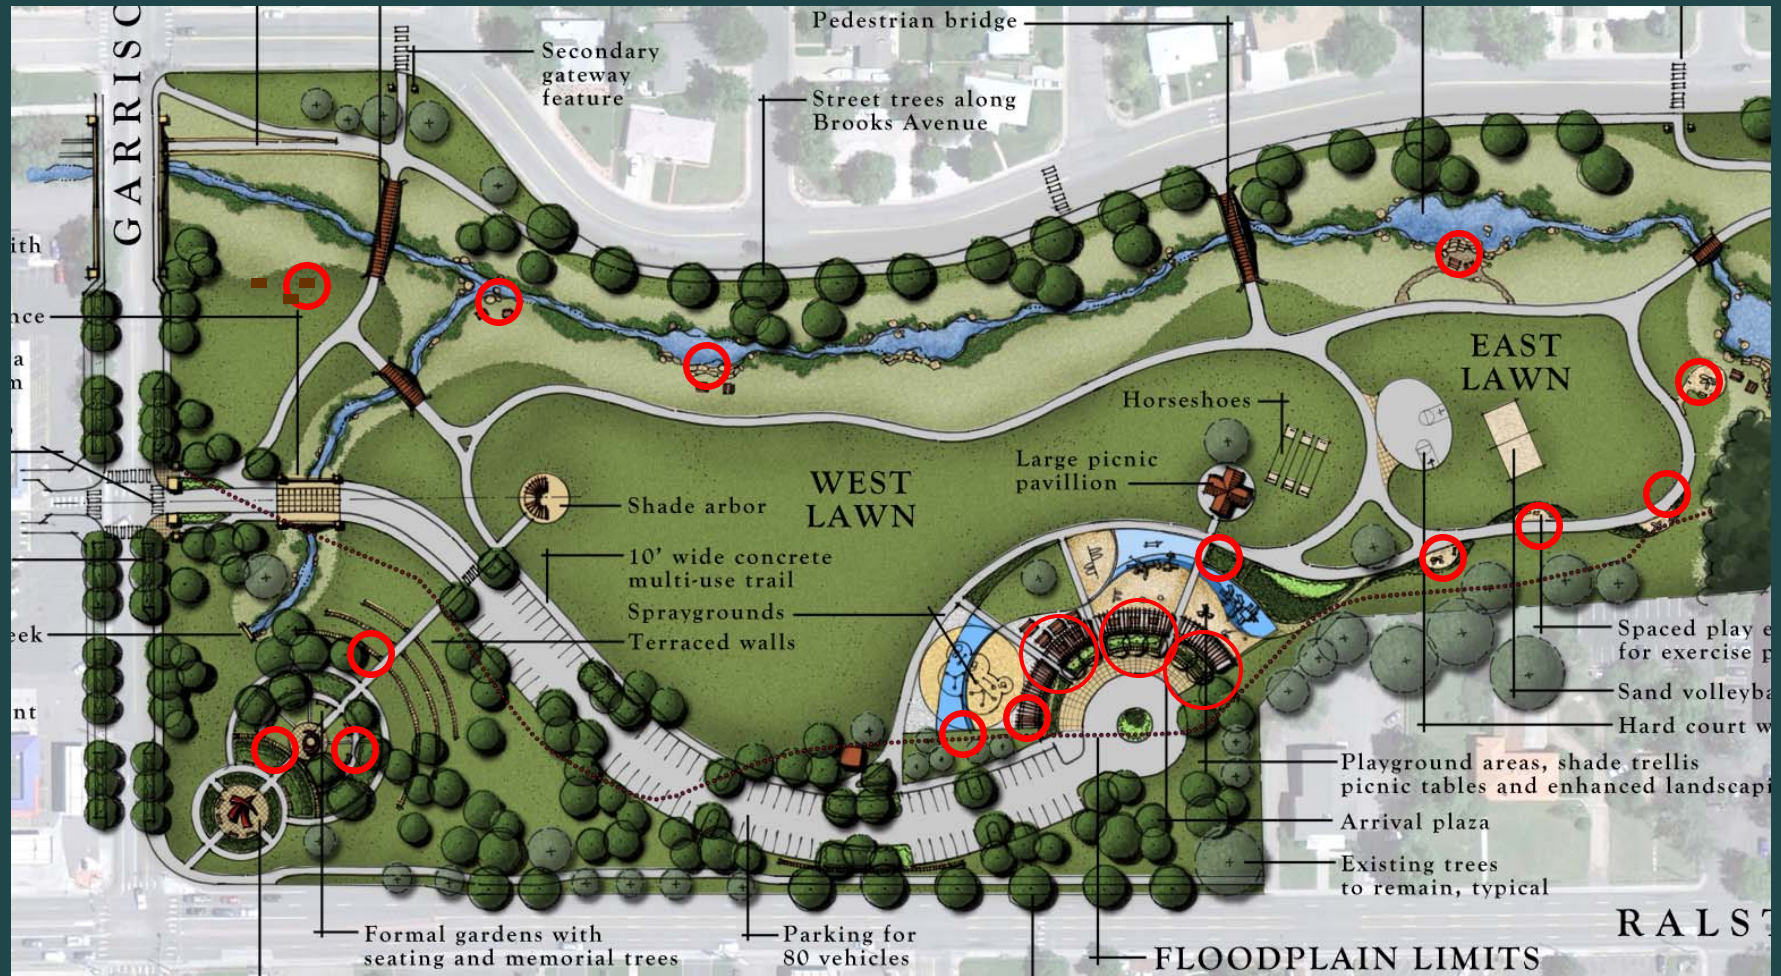 GARRISO
Secondary
gateway
feature
Pedestrian bridge
Street trees along
Brooks Avenue
ith
nce
a
m
EAST
LAWN
Horseshoes
Large picnic
pavillion
WEST
LAWN
Shade arbor
10' wide concrete
multi-use trail
Spraygrounds
Terraced walls
eek
nt
Spaced play e
for exercise p
Sand volleyba
Hard court w
Playground areas, shade trellis
picnic tables and enhanced landscapi
Arrival plaza
Existing trees
to remain, typical
RALST
Formal gardens with
seating and memorial trees
Parking for
80 vehicles
FLOODPLAIN LIMITS